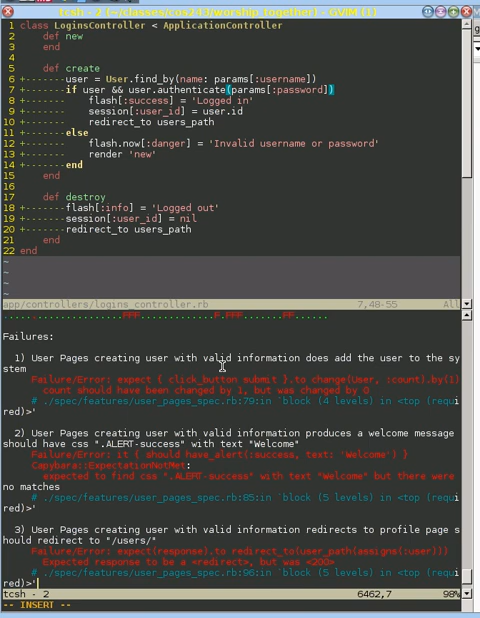 tcsh - 2 (~/classes/cos243/worship_together) - GVIM (1)
1 class LoginsController < ApplicationController
2 def new
3 end
4
5 def create
6 +-------user = User.find_by(name: params[:username])
7 +-------if user && user.authenticate(params[:password])
8 +------- flash[:success] = 'Logged in'
9 +------- session[:user_id] = user.id
10 +------- redirect_to users_path
11 +-------else
12 +------- flash.now[:danger] = 'Invalid username or password'
13 +------- render 'new'
14 +-------end
15 end
16
17 def destroy
18 +-------flash[:info] = 'Logged out'
19 +-------session[:user_id] = nil
20 +-------redirect_to users_path
21 end
22 end
~
~
~
app/controllers/logins_controller.rb 7,48-55 All
Failures:
1) User Pages creating user with valid information does add the user to the sy
stem
Failure/Error: expect { click_button submit }.to change(User, :count).by(1)
count should have been changed by 1, but was changed by 0
# ./spec/features/user_pages_spec.rb:79:in `block (4 levels) in <top (requi
red)>'
2) User Pages creating user with valid information produces a welcome message
should have css ".ALERT-success" with text "Welcome"
Failure/Error: it { should have_alert(:success, text: 'Welcome') }
Capybara::ExpectationNotMet:
expected to find css ".ALERT-success" with text "Welcome" but there were
no matches
# ./spec/features/user_pages_spec.rb:85:in `block (5 levels) in <top (requi
red)>'
3) User Pages creating user with valid information redirects to profile page s
hould redirect to "/users/"
Failure/Error: expect(response).to redirect_to(user_path(assigns(:user)))
Expected response to be a <redirect>, but was <200>
# ./spec/features/user_pages_spec.rb:96:in `block (5 levels) in <top (requi
red)>'
tcsh - 2 6462,7 98%
-- INSERT --